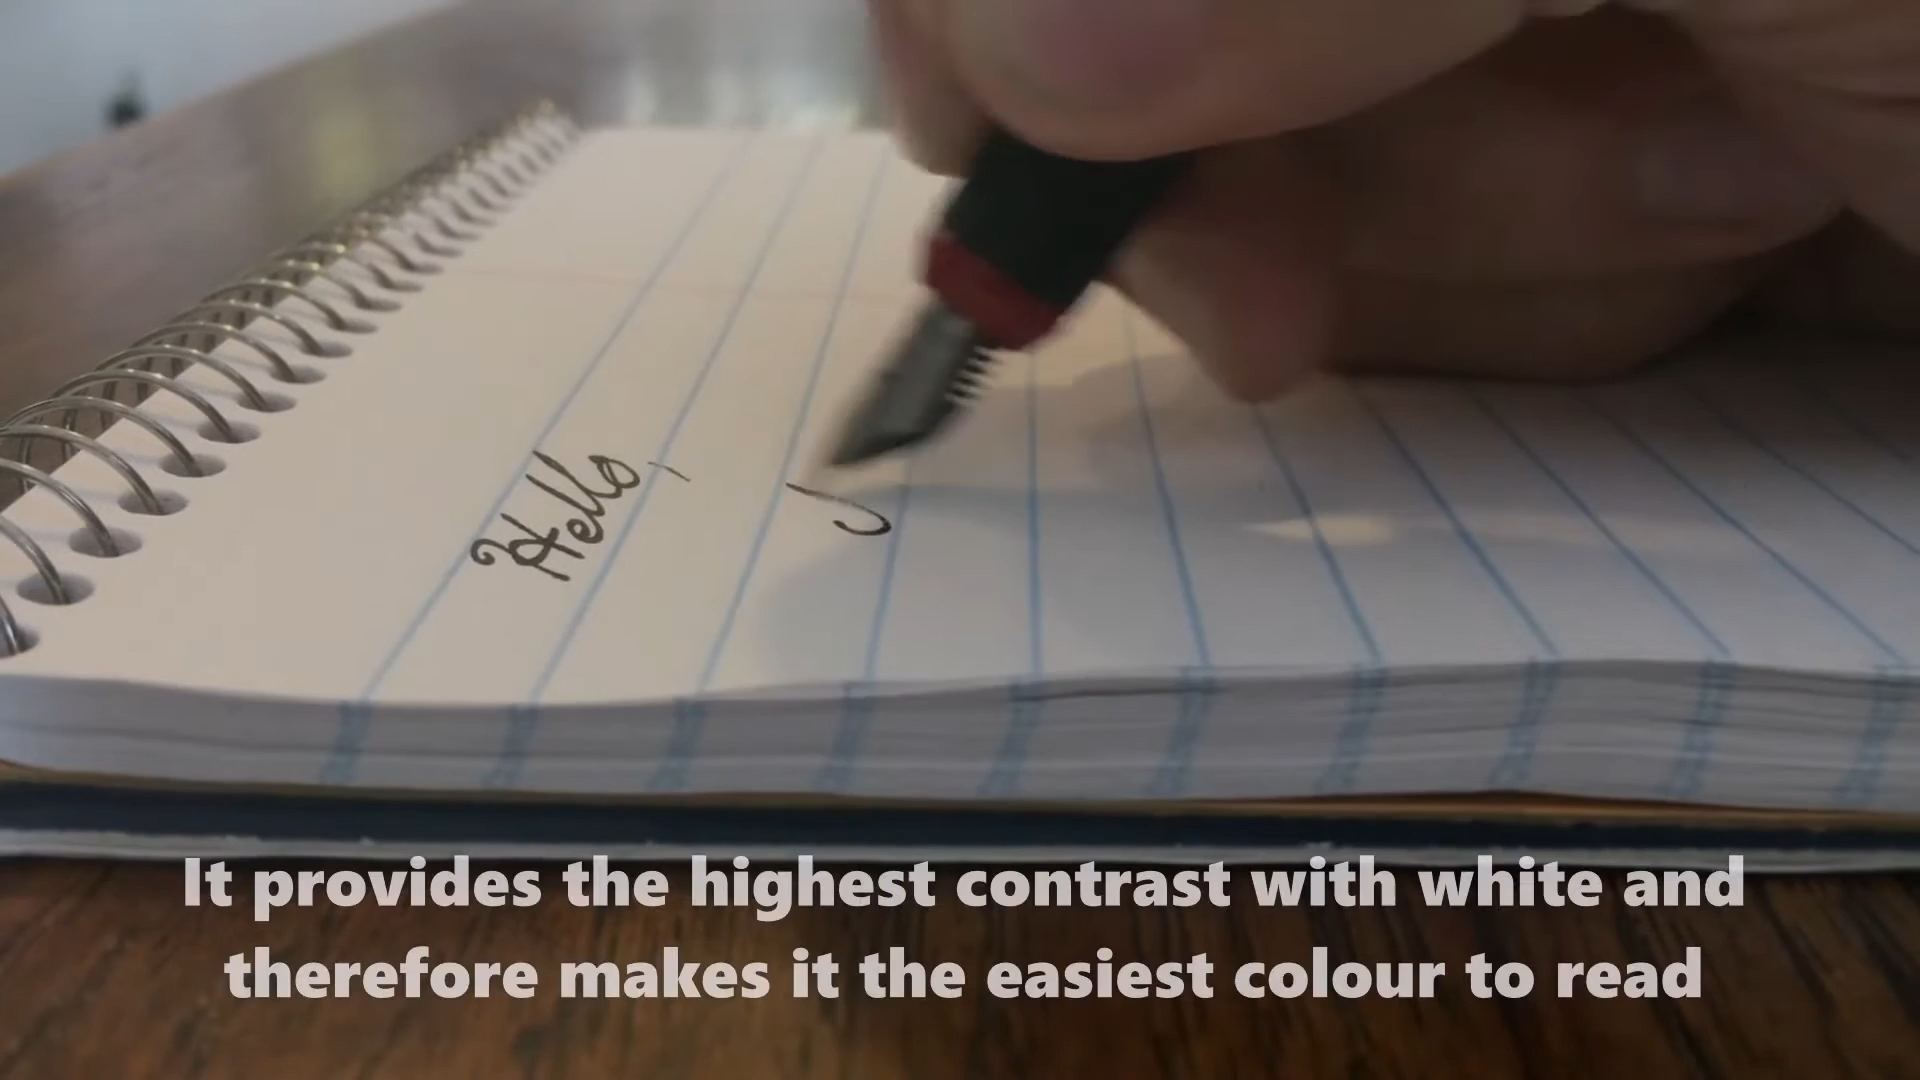 Hello,
It provides the highest contrast with white and
therefore makes it the easiest colour to read